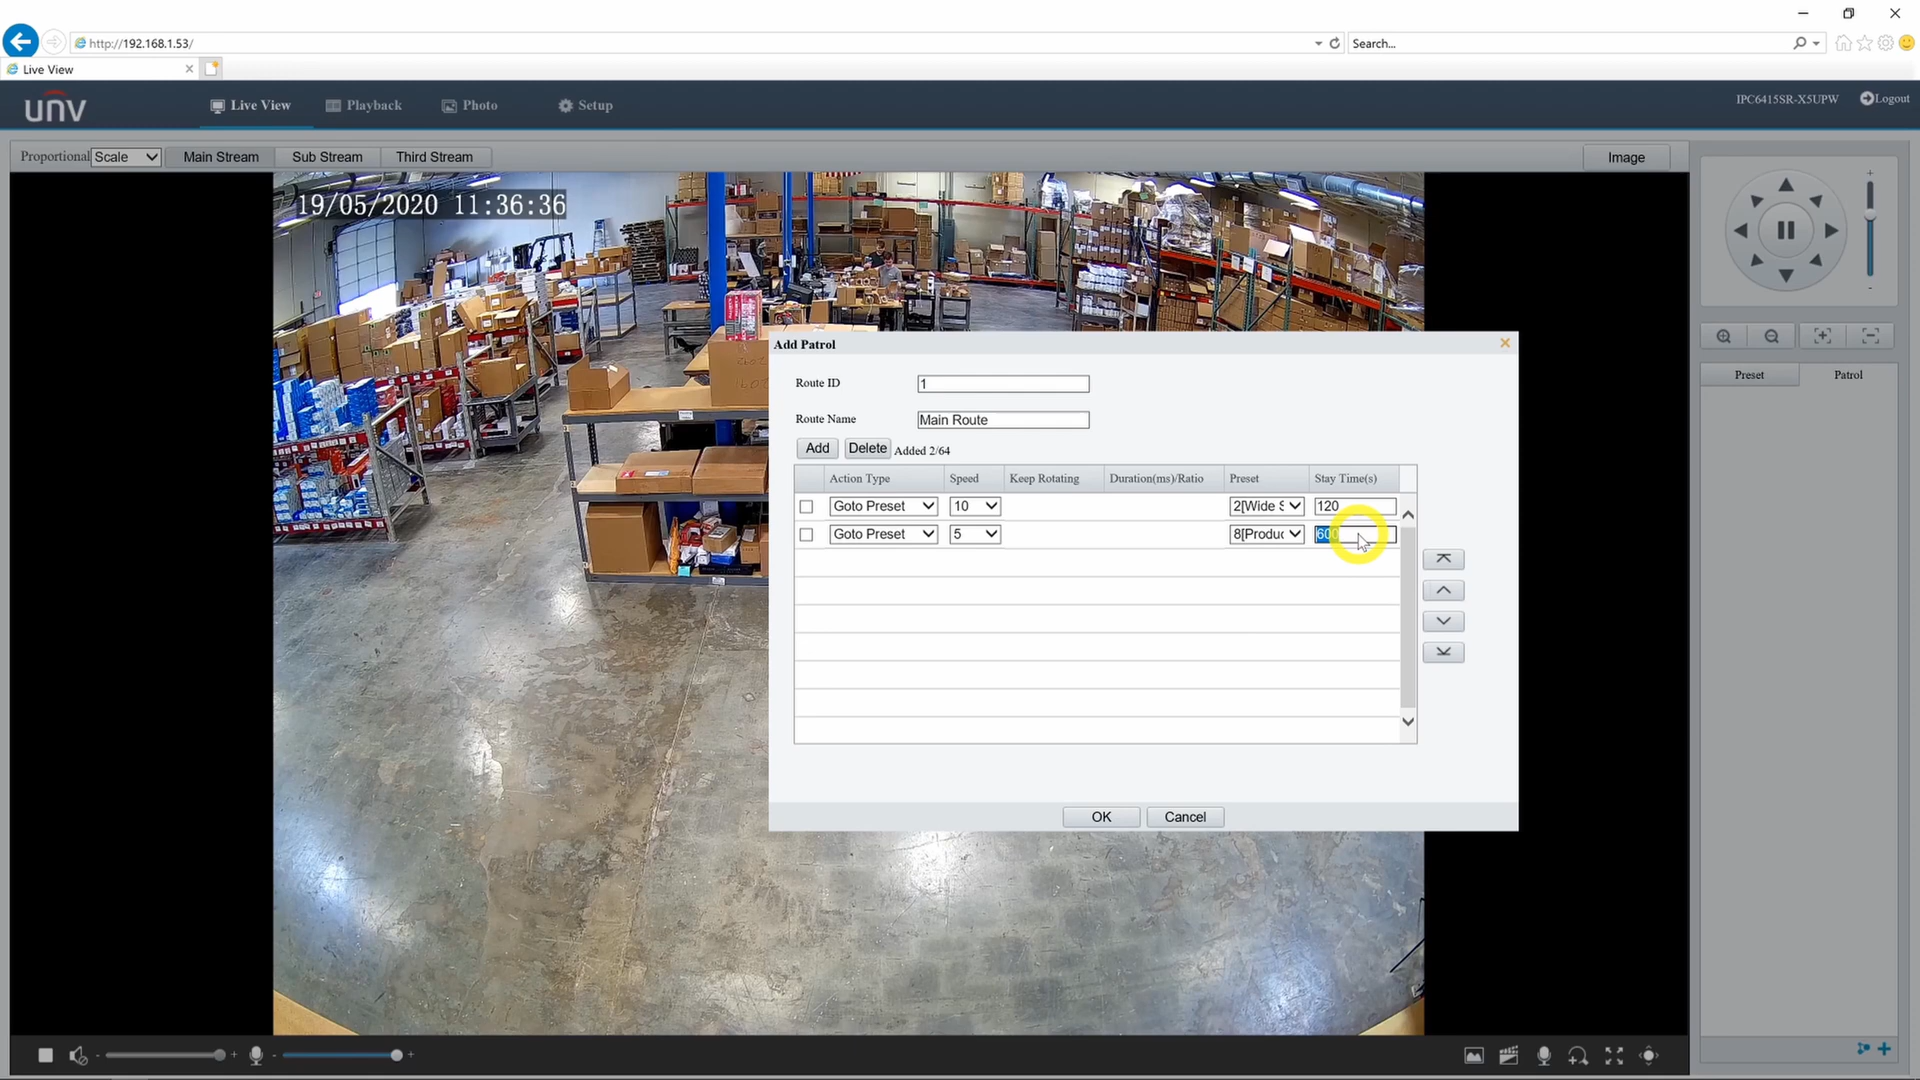 http://192.168.1.53/
Search...
Live View
unv
Live View
Playback
Photo
Setup
IPC6415SR-X5UPW
Logout
Proportional Scale
Main Stream
Sub Stream
Third Stream
Image
19/05/2020 11:36:36
Add Patrol
Route ID 1
Route Name Main Route
Add Delete Added 2/64
Action Type Speed Keep Rotating Duration(ms)/Ratio Preset Stay Time(s)
Goto Preset 10 2[Wide S 120
Goto Preset 5 8[Produc 600
OK Cancel
Preset Patrol